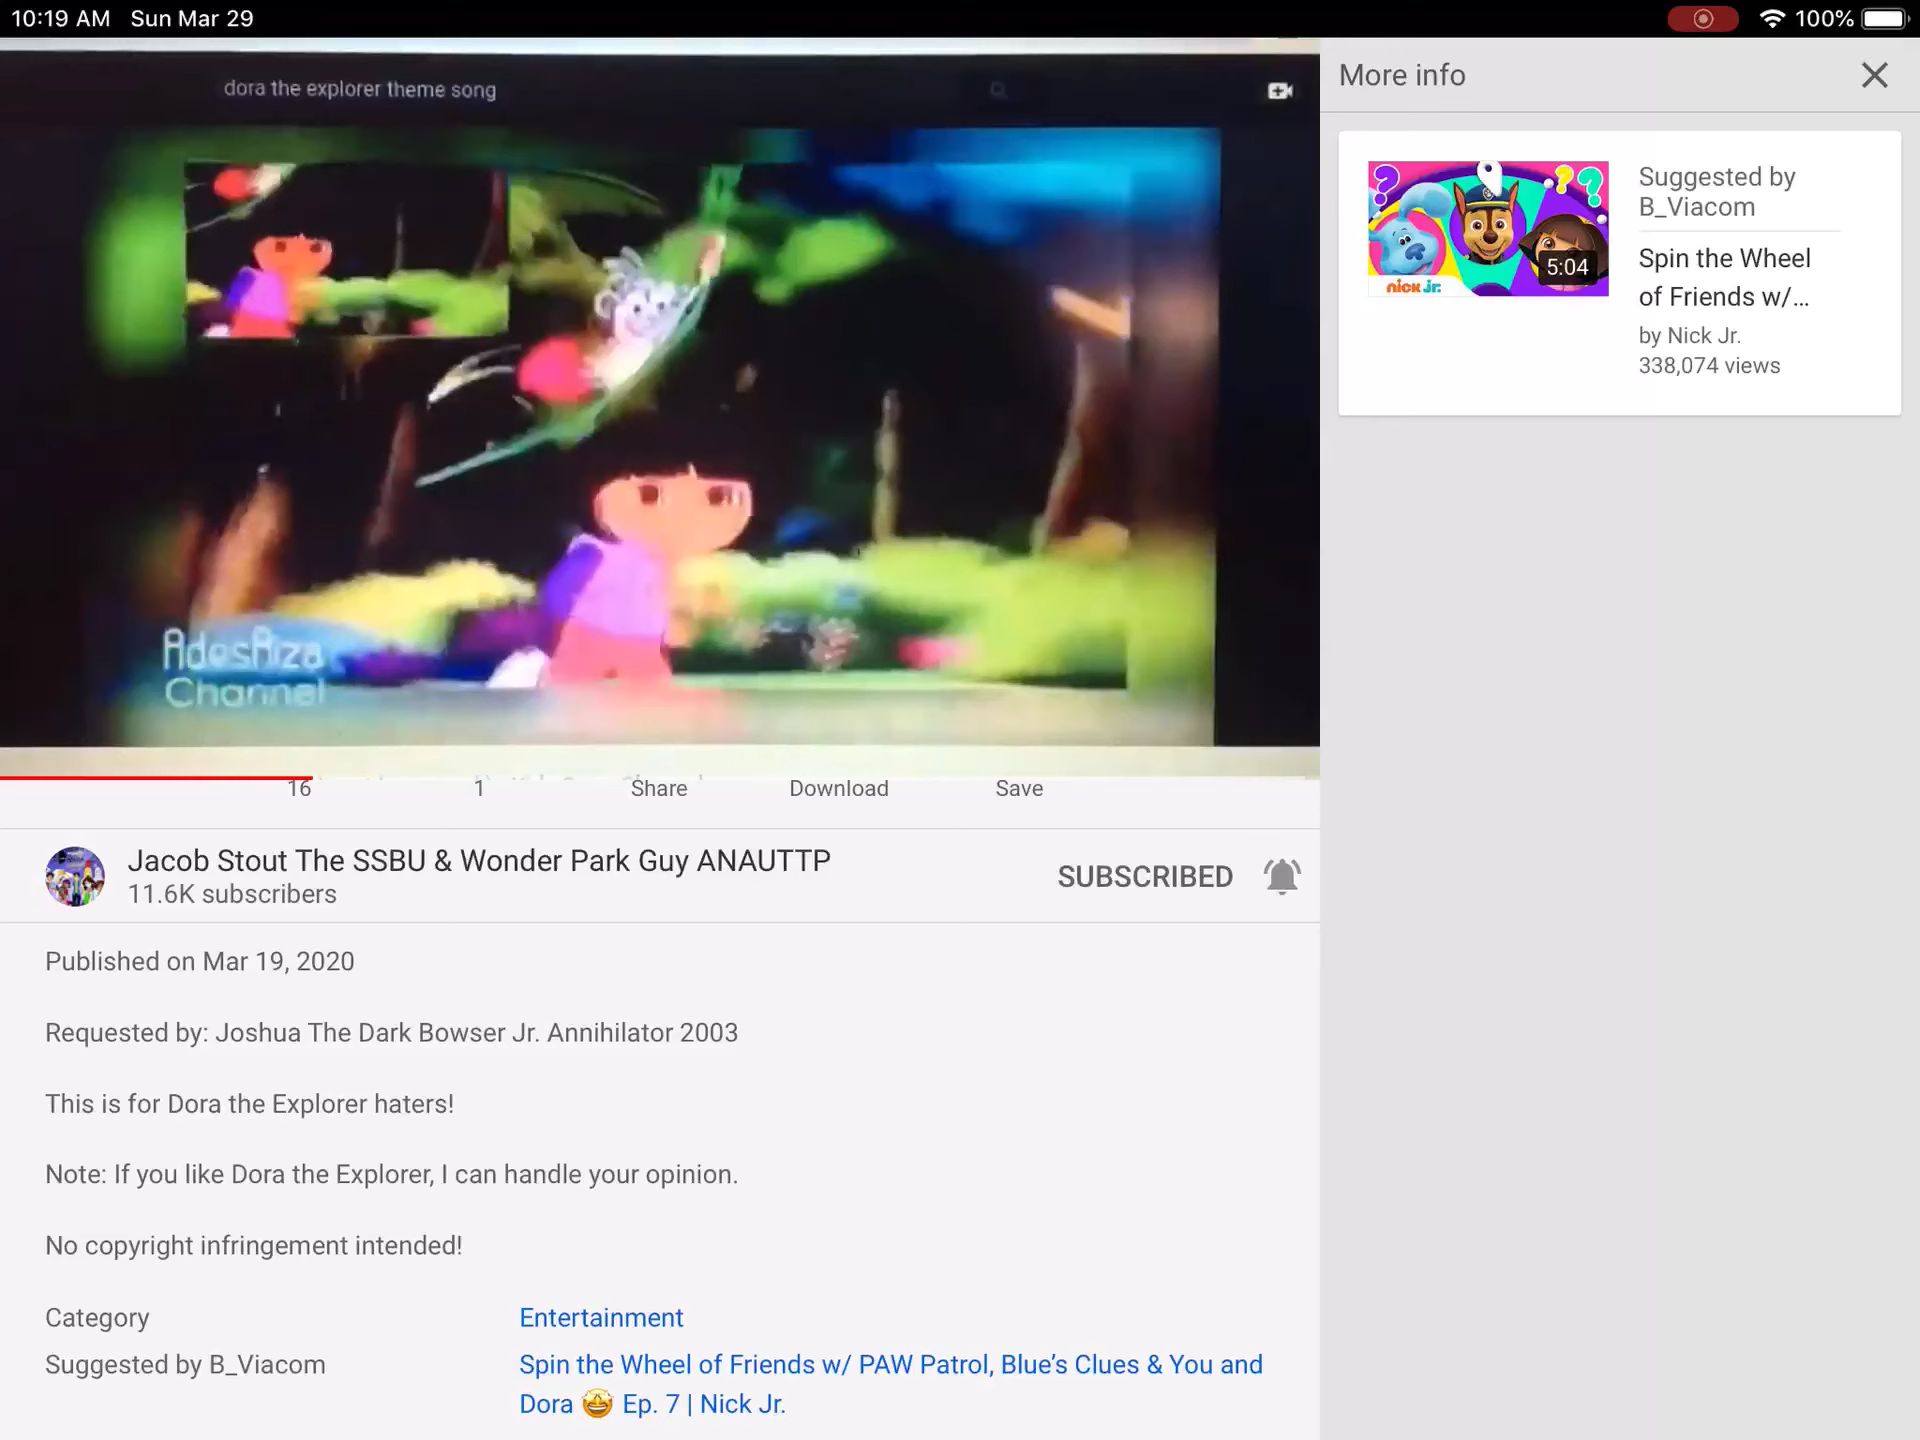 10:19 AM Sun Mar 29
100%
dora the explorer theme song
AdesAiza
Channel
16 1 Share Download Save
Jacob Stout The SSBU & Wonder Park Guy ANAUTTP
11.6K subscribers
SUBSCRIBED
Published on Mar 19, 2020
Requested by: Joshua The Dark Bowser Jr. Annihilator 2003
This is for Dora the Explorer haters!
Note: If you like Dora the Explorer, I can handle your opinion.
No copyright infringement intended!
Category Entertainment
Suggested by B_Viacom Spin the Wheel of Friends w/ PAW Patrol, Blue’s Clues & You and
Dora 🤩 Ep. 7 | Nick Jr.
More info
? ? ?
5:04
nick jr.
Suggested by
B_Viacom
Spin the Wheel
of Friends w/...
by Nick Jr.
338,074 views